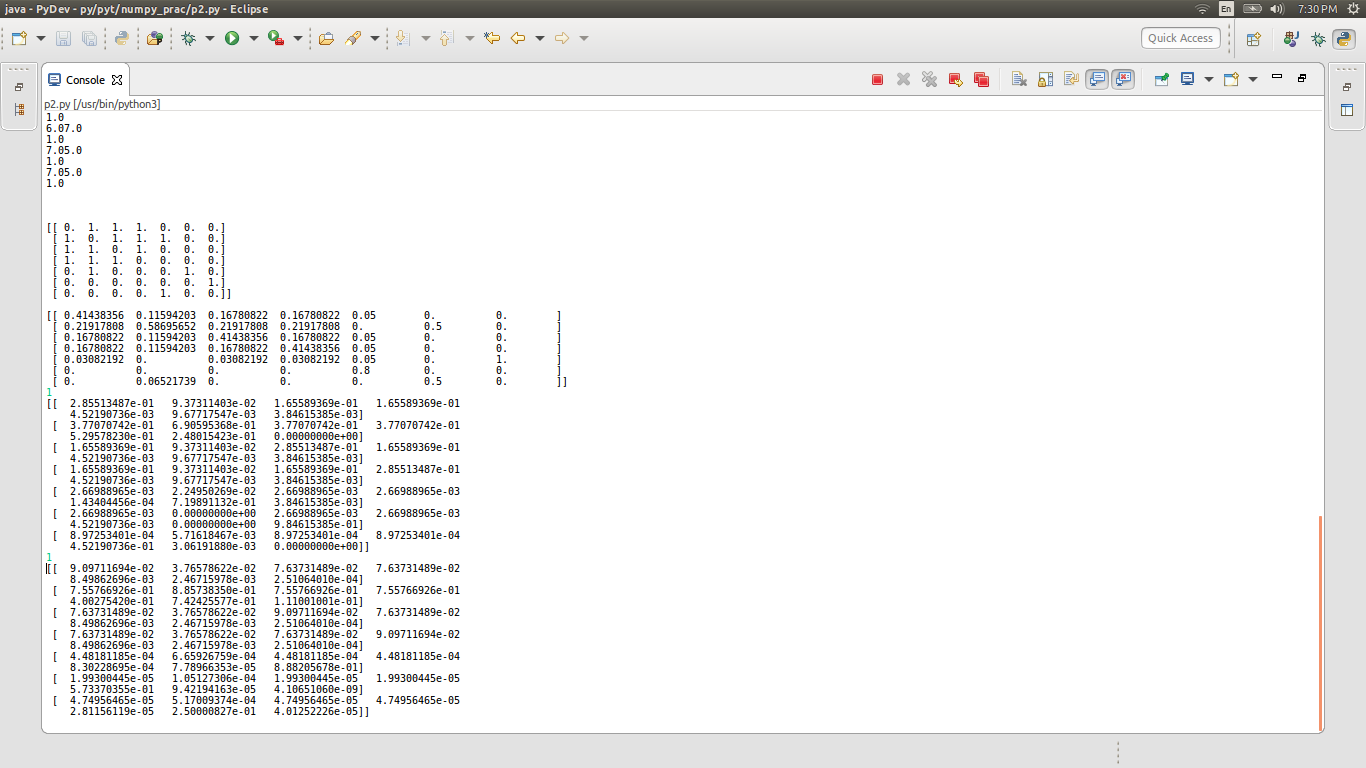 java - PyDev - py/pyt/numpy_prac/p2.py - Eclipse
En
7:30 PM
Quick Access
Console
p2.py [/usr/bin/python3]
1.0
6.07.0
1.0
7.05.0
1.0
7.05.0
1.0
[[ 0. 1. 1. 1. 0. 0. 0.]
[ 1. 0. 1. 1. 1. 0. 0.]
[ 1. 1. 0. 1. 0. 0. 0.]
[ 1. 1. 1. 0. 0. 0. 0.]
[ 0. 1. 0. 0. 0. 1. 0.]
[ 0. 0. 0. 0. 0. 0. 1.]
[ 0. 0. 0. 0. 1. 0. 0.]]
[[ 0.41438356 0.11594203 0.16780822 0.16780822 0.05 0. 0. ]
[ 0.21917808 0.58695652 0.21917808 0.21917808 0. 0.5 0. ]
[ 0.16780822 0.11594203 0.41438356 0.16780822 0.05 0. 0. ]
[ 0.16780822 0.11594203 0.16780822 0.41438356 0.05 0. 0. ]
[ 0.03082192 0. 0.03082192 0.03082192 0.05 0. 1. ]
[ 0. 0. 0. 0. 0.8 0. 0. ]
[ 0. 0.06521739 0. 0. 0. 0.5 0. ]]
1
[[ 2.85513487e-01 9.37311403e-02 1.65589369e-01 1.65589369e-01
4.52190736e-03 9.67717547e-03 3.84615385e-03]
[ 3.77070742e-01 6.90595368e-01 3.77070742e-01 3.77070742e-01
5.29578230e-01 2.48015423e-01 0.00000000e+00]
[ 1.65589369e-01 9.37311403e-02 2.85513487e-01 1.65589369e-01
4.52190736e-03 9.67717547e-03 3.84615385e-03]
[ 1.65589369e-01 9.37311403e-02 1.65589369e-01 2.85513487e-01
4.52190736e-03 9.67717547e-03 3.84615385e-03]
[ 2.66988965e-03 2.24950269e-02 2.66988965e-03 2.66988965e-03
1.43404456e-04 7.19891132e-01 3.84615385e-03]
[ 2.66988965e-03 0.00000000e+00 2.66988965e-03 2.66988965e-03
4.52190736e-03 0.00000000e+00 9.84615385e-01]
[ 8.97253401e-04 5.71618467e-03 8.97253401e-04 8.97253401e-04
4.52190736e-01 3.06191880e-03 0.00000000e+00]]
1
[[ 9.09711694e-02 3.76578622e-02 7.63731489e-02 7.63731489e-02
8.49862696e-03 2.46715978e-03 2.51064010e-04]
[ 7.55766926e-01 8.85738350e-01 7.55766926e-01 7.55766926e-01
4.00275420e-01 7.42425577e-01 1.11001001e-01]
[ 7.63731489e-02 3.76578622e-02 9.09711694e-02 7.63731489e-02
8.49862696e-03 2.46715978e-03 2.51064010e-04]
[ 7.63731489e-02 3.76578622e-02 7.63731489e-02 9.09711694e-02
8.49862696e-03 2.46715978e-03 2.51064010e-04]
[ 4.48181185e-04 6.65926759e-04 4.48181185e-04 4.48181185e-04
8.30228695e-04 7.78966353e-05 8.88205678e-01]
[ 1.99300445e-05 1.05127306e-04 1.99300445e-05 1.99300445e-05
5.73370355e-01 9.42194163e-05 4.10651060e-09]
[ 4.74956465e-05 5.17009374e-04 4.74956465e-05 4.74956465e-05
2.81156119e-05 2.50000827e-01 4.01252226e-05]]